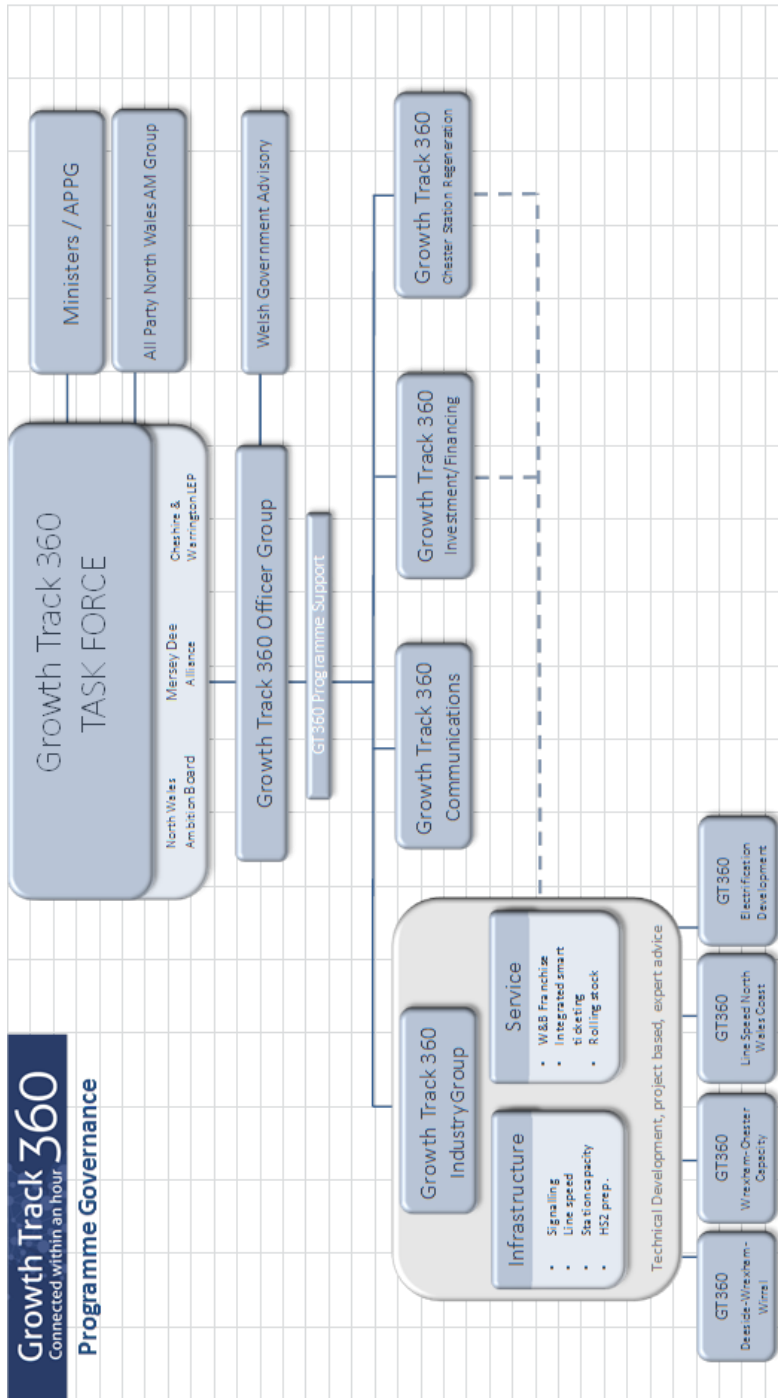 Growth Track 360
Connected within an hour
Programme Governance
Growth Track 360
TASK FORCE
North Wales
Ambition Board
Mersey Dee
Alliance
Cheshire &
Warrington LEP
Ministers / APPG
All Party North Wales AM Group
Growth Track 360 Officer Group
Welsh Government Advisory
GT360 Programme Support
Growth Track 360
Industry Group
Growth Track 360
Communications
Growth Track 360
Investment/Financing
Growth Track 360
Chester Station Regeneration
Infrastructure
• Signalling
• Line speed
• Station capacity
• HS2 prep.
Service
• W&B Franchise
• Integrated smart
ticketing
• Rolling stock
Technical Development, project based, expert advice
GT360
Deeside-Wrexham-
Wirral
GT360
Wrexham-Chester
Capacity
GT360
Line Speed North
Wales Coast
GT360
Electrification
Development